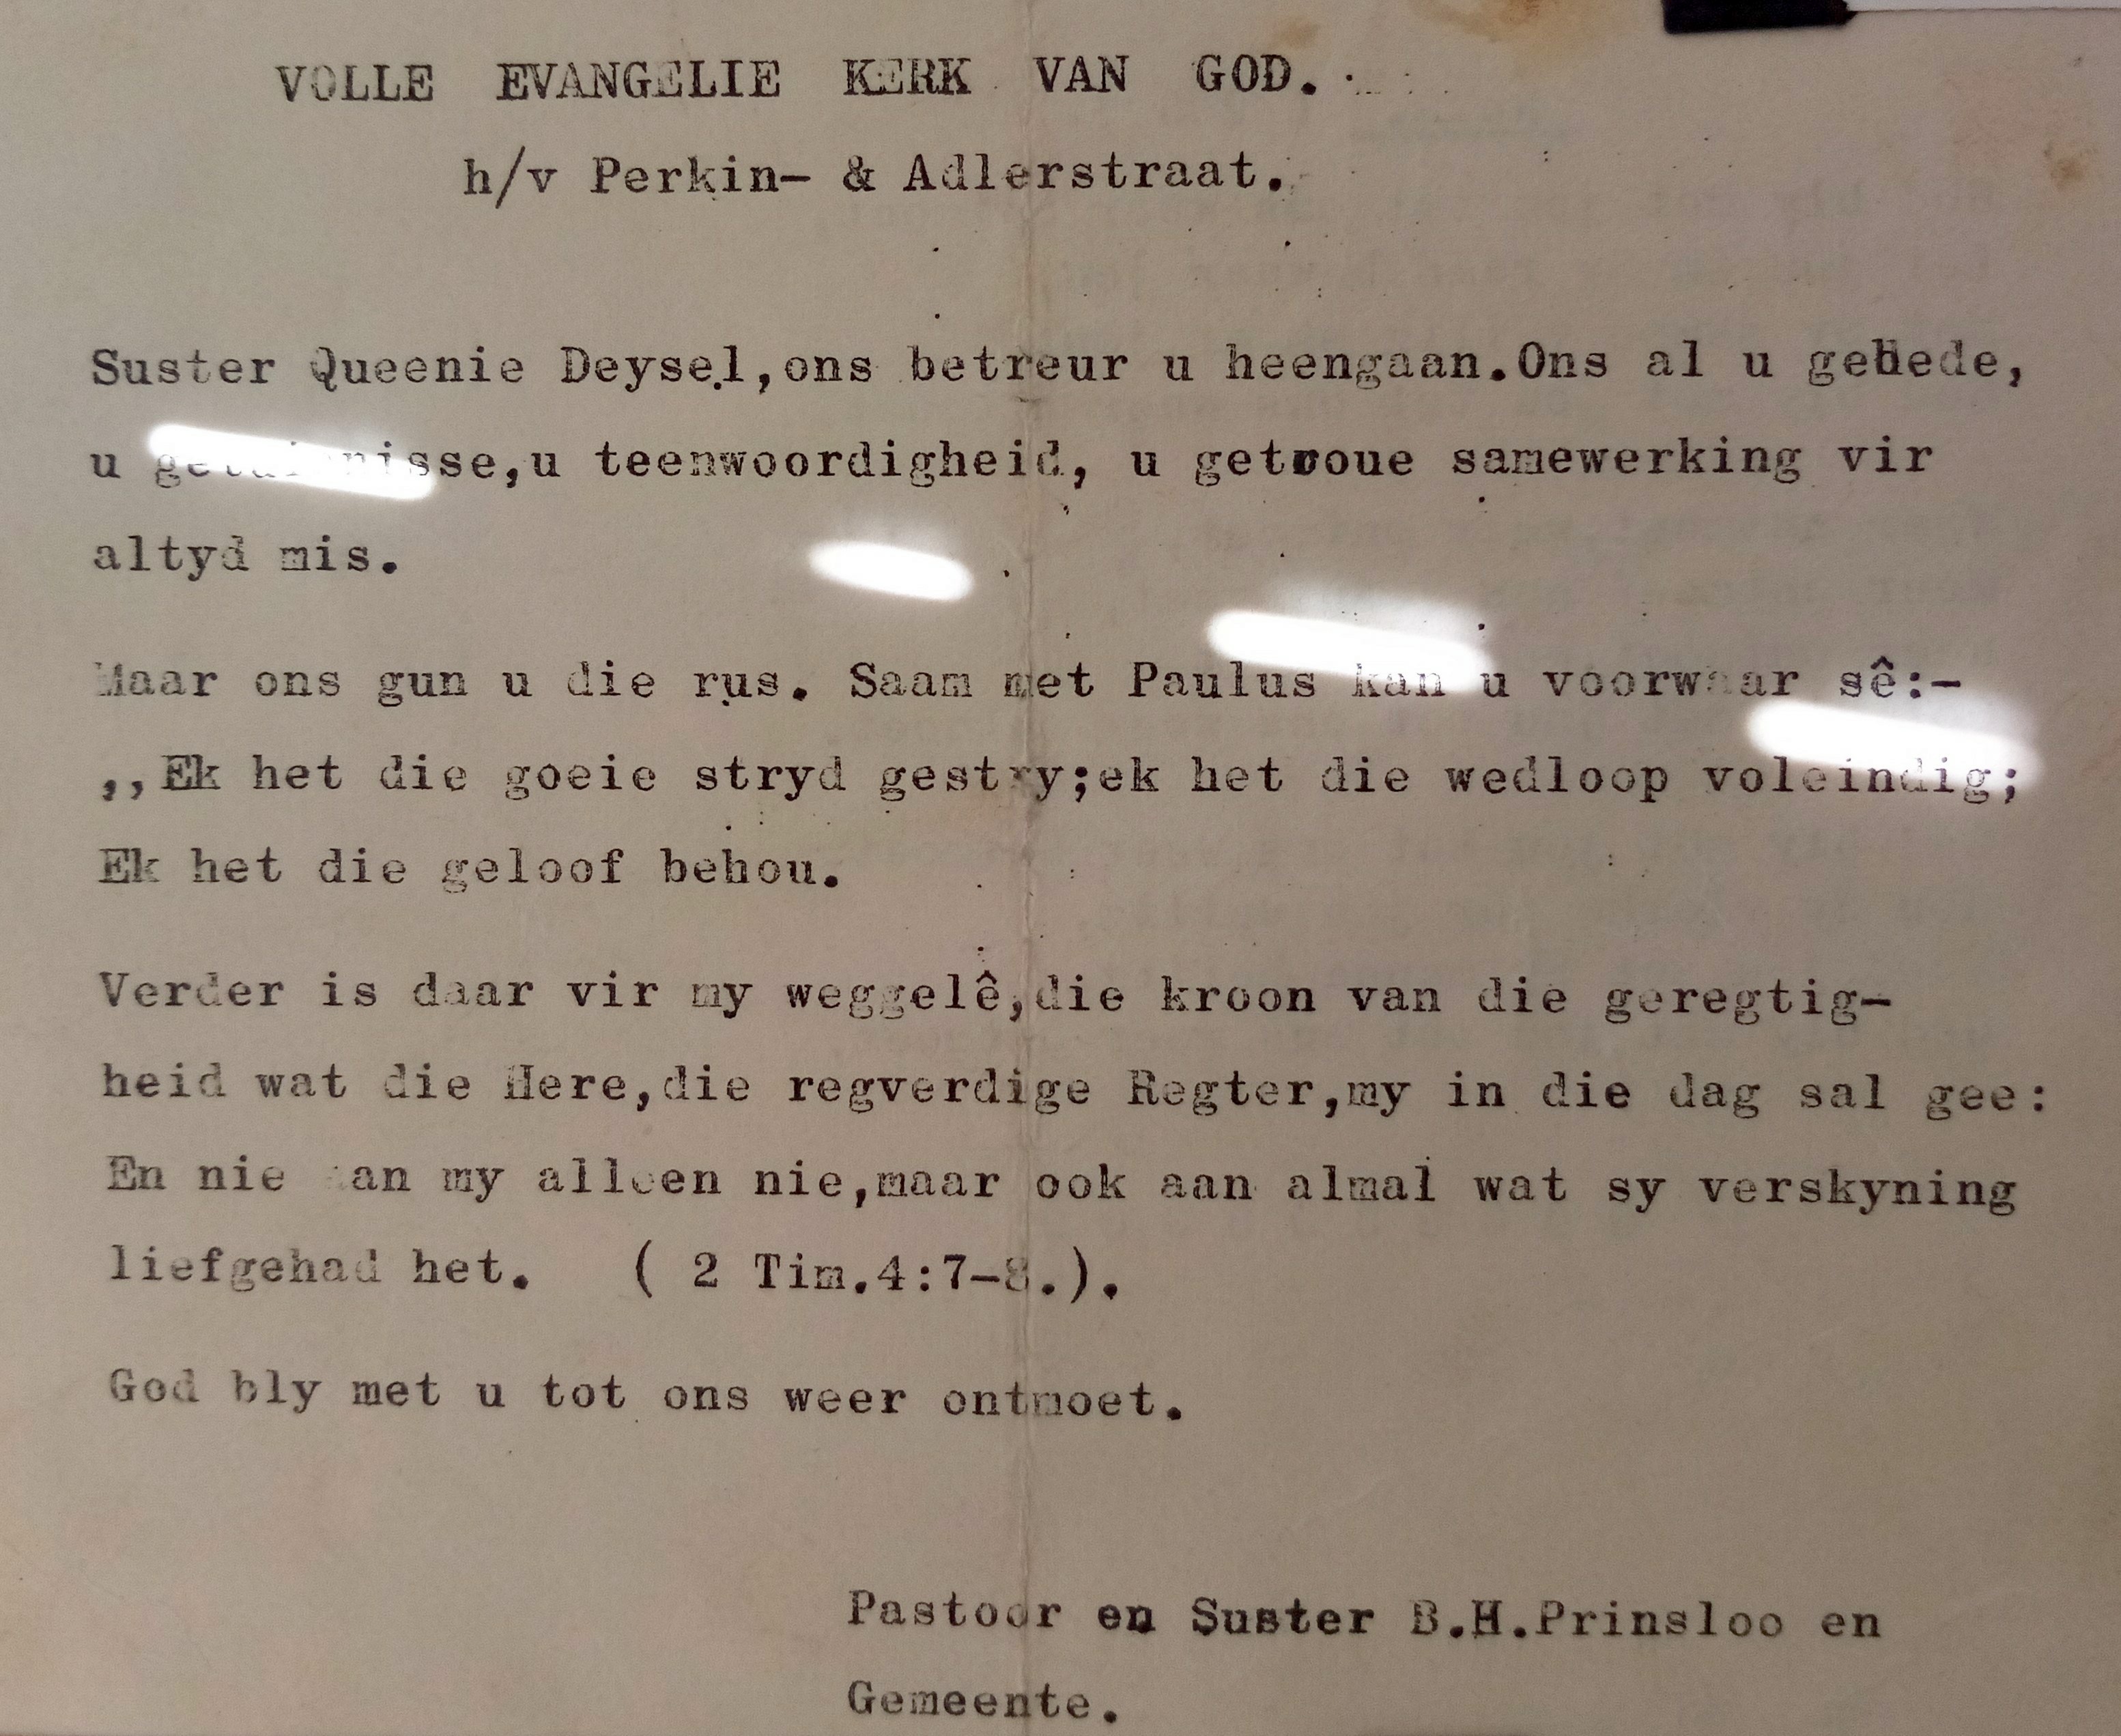 VOLLE EVANGELIE KERK VAN GOD.
h/v Perkin- & Adlerstraat.
Suster Queenie Deysel,ons betreur u heengaan.Ons al u gebede,
u getuienisse,u teenwoordigheid, u getroue samewerking vir
altyd mis.
Maar ons gun u die rus. Saam met Paulus kan u voorwaar sê:-
,,Ek het die goeie stryd gestry;ek het die wedloop voleindig;
Ek het die geloof behou.
Verder is daar vir my weggelê,die kroon van die geregtig-
heid wat die Here,die regverdige Regter,my in die dag sal gee:
En nie aan my alleen nie,maar ook aan almal wat sy verskyning
liefgehad het. ( 2 Tim.4:7-8.).
God bly met u tot ons weer ontmoet.
Pastoor en Suster B.H.Prinsloo en
Gemeente.